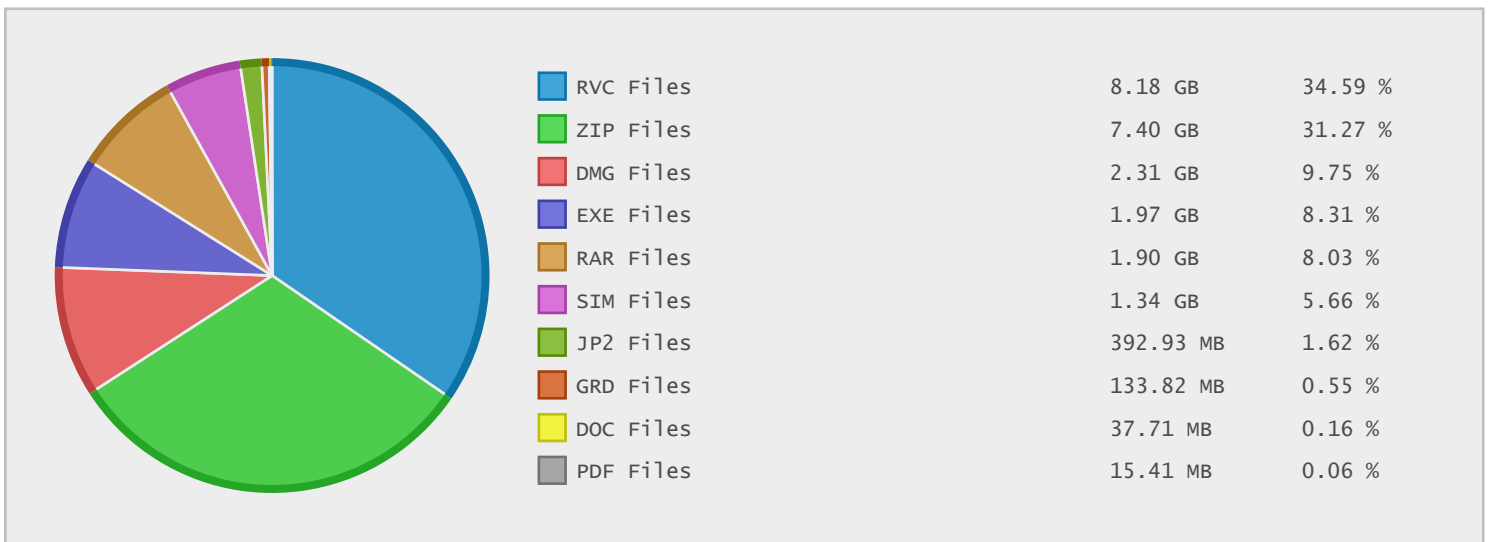 RVC Files 8.18 GB 34.59 %
ZIP Files 7.40 GB 31.27 %
DMG Files 2.31 GB 9.75 %
EXE Files 1.97 GB 8.31 %
RAR Files 1.90 GB 8.03 %
SIM Files 1.34 GB 5.66 %
JP2 Files 392.93 MB 1.62 %
GRD Files 133.82 MB 0.55 %
DOC Files 37.71 MB 0.16 %
PDF Files 15.41 MB 0.06 %